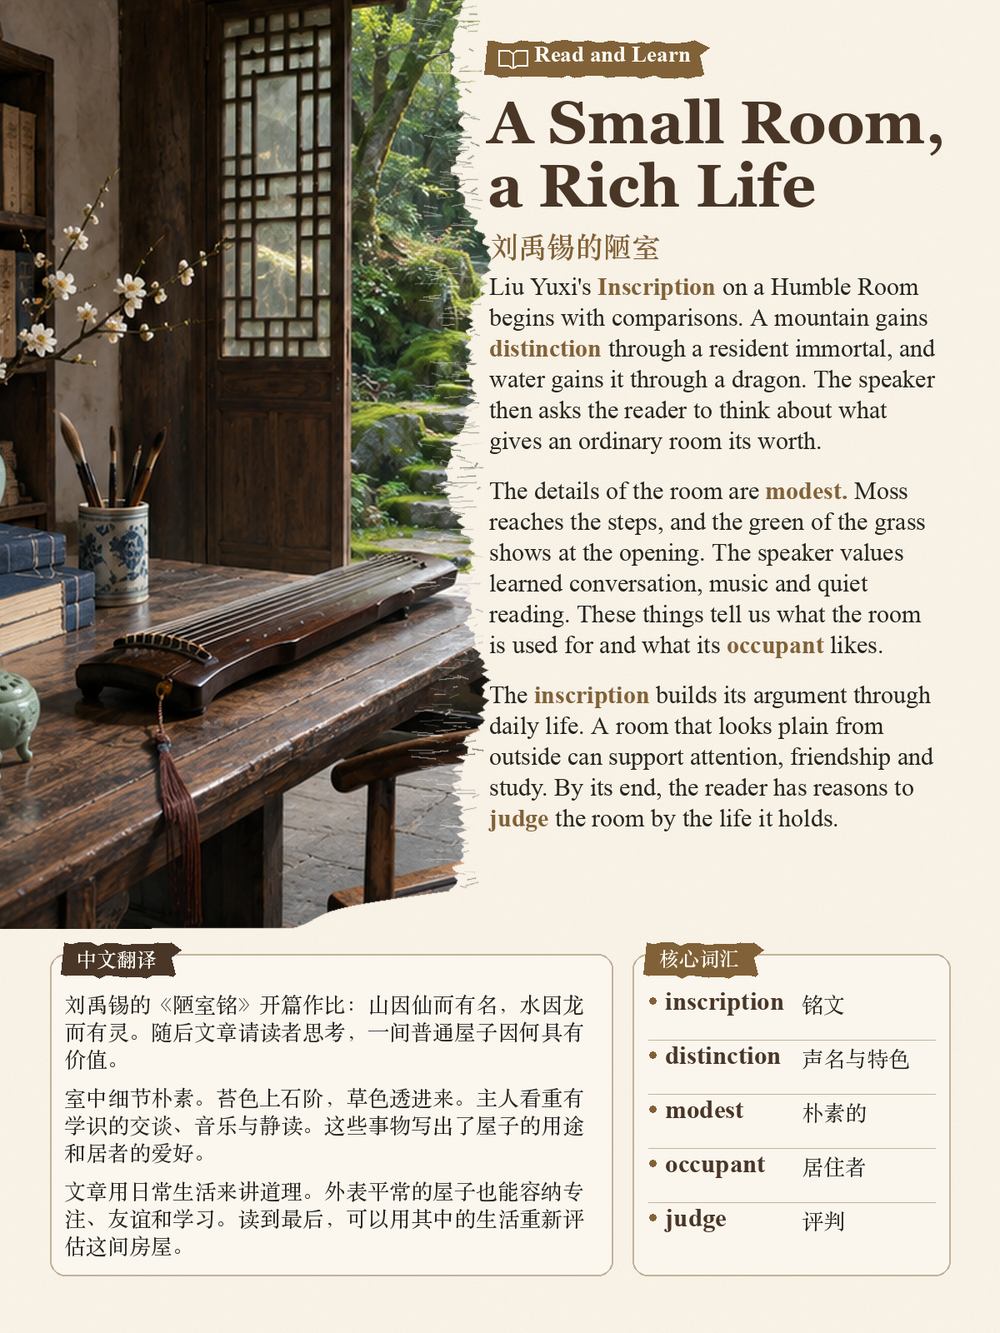 Read and Learn
A Small Room,
a Rich Life
刘禹锡的陋室
Liu Yuxi's Inscription on a Humble Room
begins with comparisons. A mountain gains
distinction through a resident immortal, and
water gains it through a dragon. The speaker
then asks the reader to think about what
gives an ordinary room its worth.
The details of the room are modest. Moss
reaches the steps, and the green of the grass
shows at the opening. The speaker values
learned conversation, music and quiet
reading. These things tell us what the room
is used for and what its occupant likes.
The inscription builds its argument through
daily life. A room that looks plain from
outside can support attention, friendship and
study. By its end, the reader has reasons to
judge the room by the life it holds.
中文翻译
刘禹锡的《陋室铭》开篇作比：山因仙而有名，水因龙
而有灵。随后文章请读者思考，一间普通屋子因何具有
价值。
室中细节朴素。苔色上石阶，草色透进来。主人看重有
学识的交谈、音乐与静读。这些事物写出了屋子的用途
和居者的爱好。
文章用日常生活来讲道理。外表平常的屋子也能容纳专
注、友谊和学习。读到最后，可以用其中的生活重新评
估这间房屋。
核心词汇
• inscription 铭文
• distinction 声名与特色
• modest 朴素的
• occupant 居住者
• judge 评判